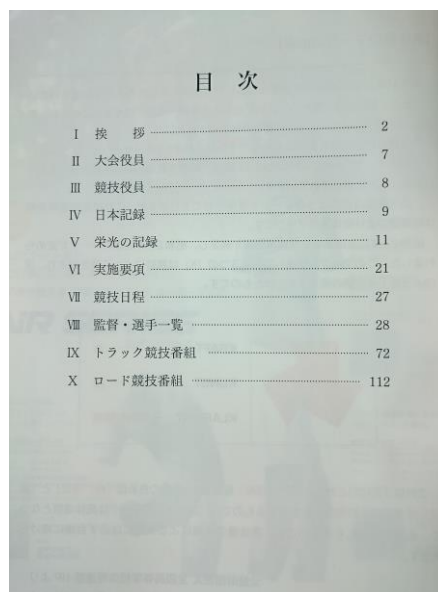 目 次
Ⅰ 挨 拶 2
Ⅱ 大会役員 7
Ⅲ 競技役員 8
Ⅳ 日本記録 9
Ⅴ 栄光の記録 11
Ⅵ 実施要項 21
Ⅶ 競技日程 27
Ⅷ 監督・選手一覧 28
Ⅸ トラック競技番組 72
Ⅹ ロード競技番組 112